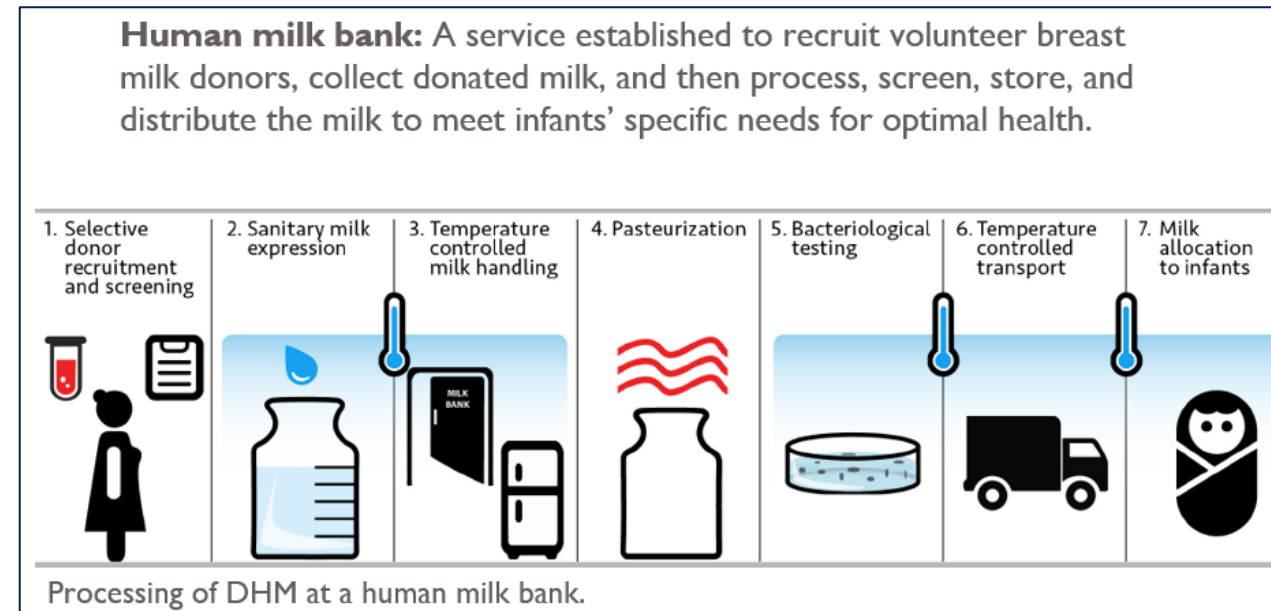 Human milk bank: A service established to recruit volunteer breast
milk donors, collect donated milk, and then process, screen, store, and
distribute the milk to meet infants’ specific needs for optimal health.
1. Selective
donor
recruitment
and screening
2. Sanitary milk
expression
3. Temperature
controlled
milk handling
4. Pasteurization
5. Bacteriological
testing
6. Temperature
controlled
transport
7. Milk
allocation
to infants
MILK
BANK
Processing of DHM at a human milk bank.